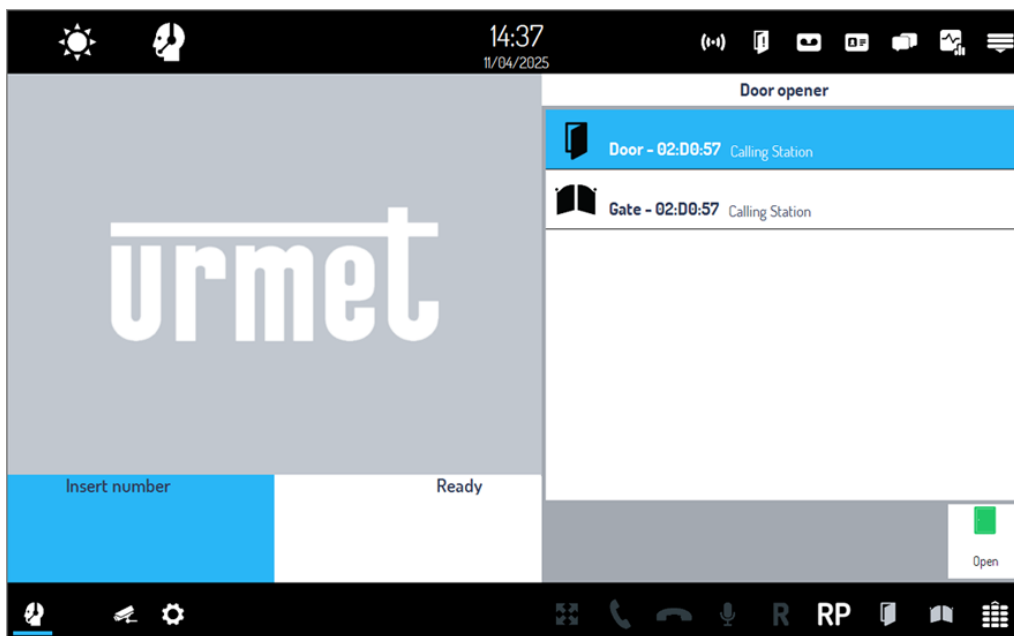 14:37
11/04/2025
Door opener
Door - 02:D0:57 Calling Station
Gate - 02:D0:57 Calling Station
urmet
Insert number
Ready
Open
R
RP